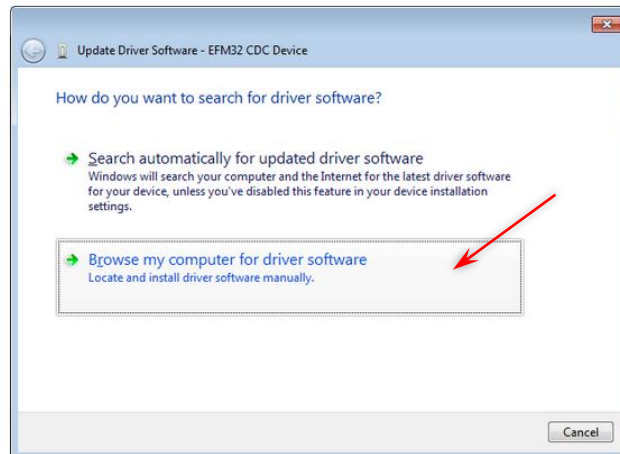 Update Driver Software - EFM32 CDC Device
How do you want to search for driver software?
Search automatically for updated driver software
Windows will search your computer and the Internet for the latest driver software
for your device, unless you've disabled this feature in your device installation
settings.
Browse my computer for driver software
Locate and install driver software manually.
Cancel